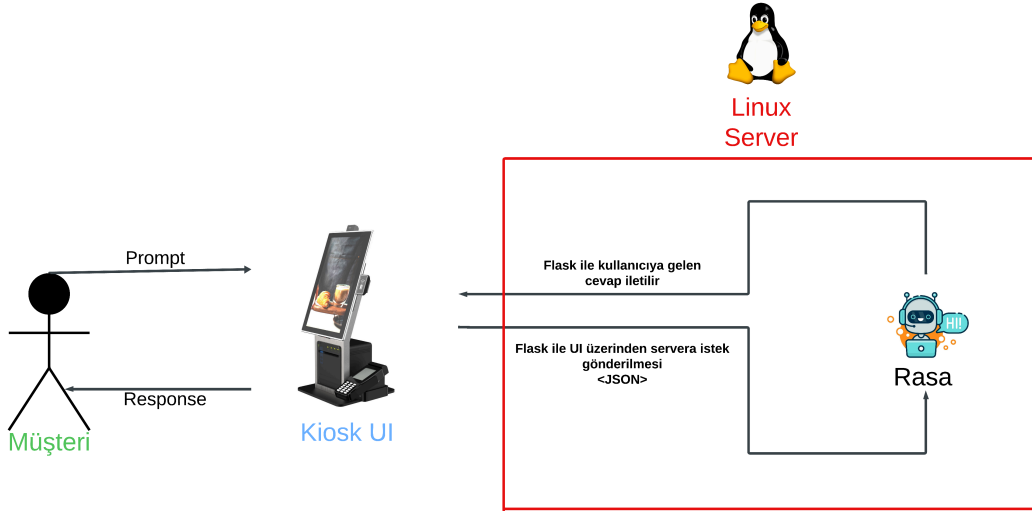 Linux
Server
Prompt
Flask ile kullanıcıya gelen
cevap iletilir
HI!
Flask ile UI üzerinden servera istek
gönderilmesi
<JSON>
Rasa
Response
Kiosk UI
Müşteri